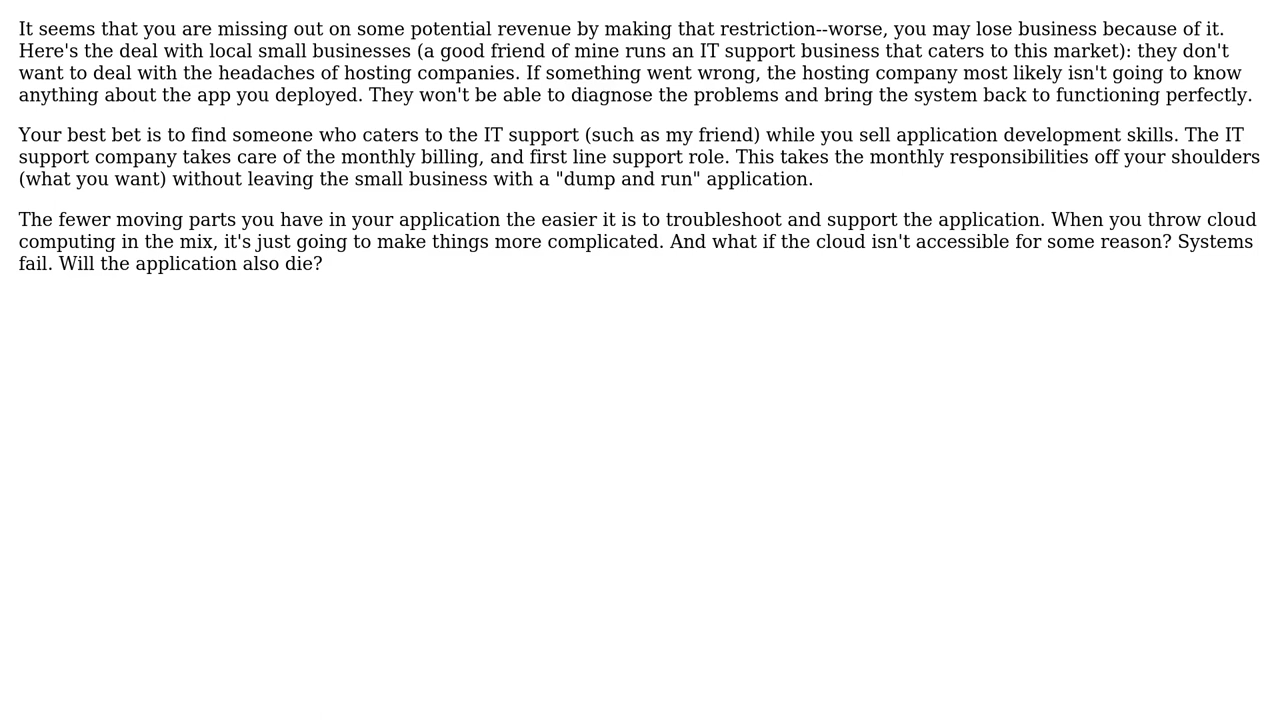 It seems that you are missing out on some potential revenue by making that restriction--worse, you may lose business because of it.
Here's the deal with local small businesses (a good friend of mine runs an IT support business that caters to this market): they don't
want to deal with the headaches of hosting companies. If something went wrong, the hosting company most likely isn't going to know
anything about the app you deployed. They won't be able to diagnose the problems and bring the system back to functioning perfectly.
Your best bet is to find someone who caters to the IT support (such as my friend) while you sell application development skills. The IT
support company takes care of the monthly billing, and first line support role. This takes the monthly responsibilities off your shoulders
(what you want) without leaving the small business with a "dump and run" application.
The fewer moving parts you have in your application the easier it is to troubleshoot and support the application. When you throw cloud
computing in the mix, it's just going to make things more complicated. And what if the cloud isn't accessible for some reason? Systems
fail. Will the application also die?